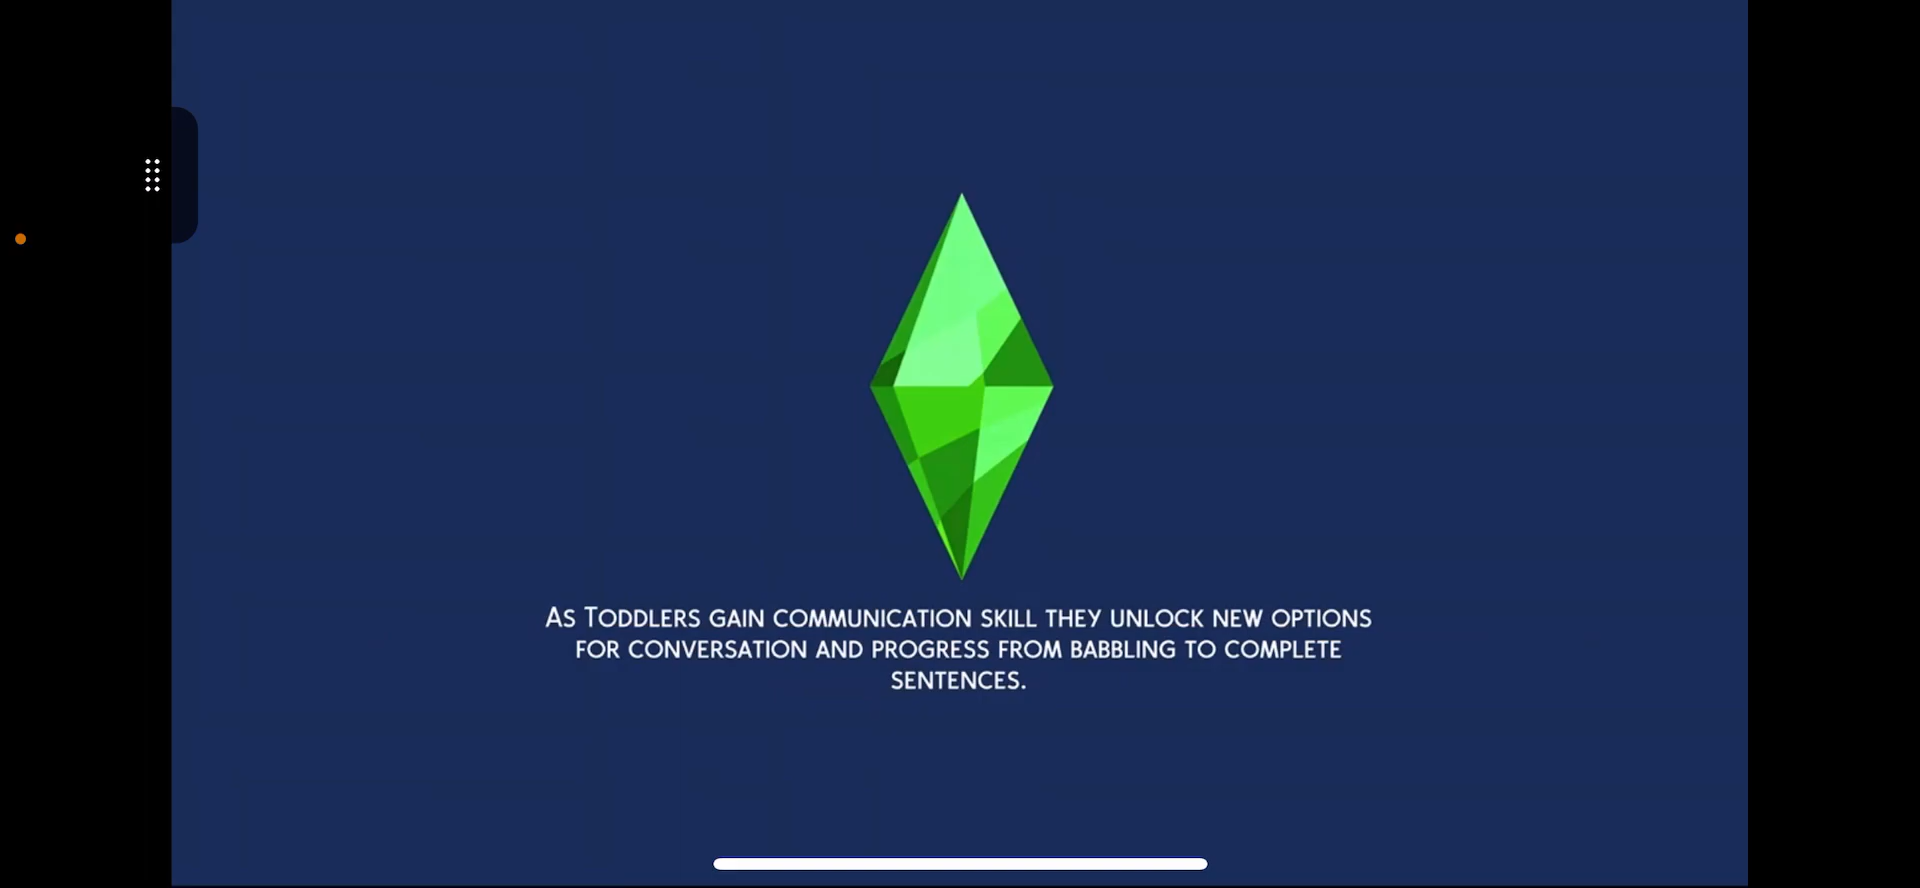 As Toddlers gain communication skill they unlock new options
for conversation and progress from babbling to complete
sentences.